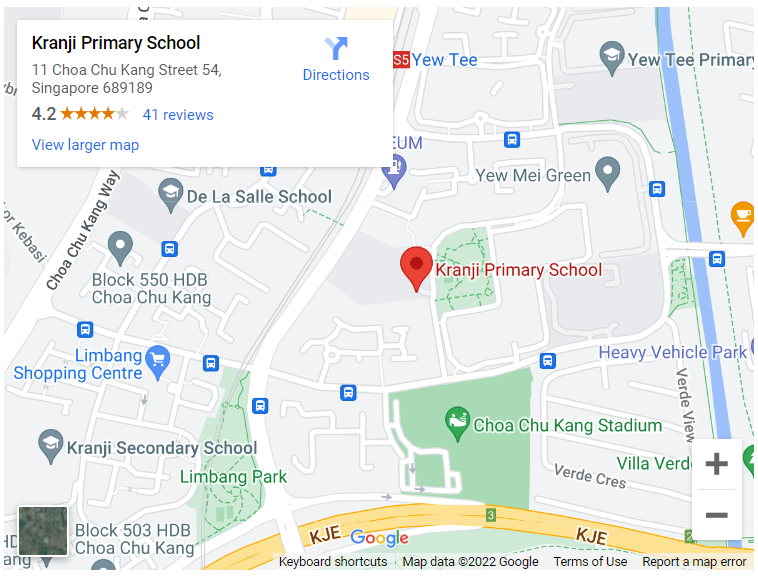 Kranji Primary School
11 Choa Chu Kang Street 54,
Singapore 689189
4.2
41 reviews
Directions
View larger map
S5
Yew Tee
Yew Tee Primary
EUM
Yew Mei Green
De La Salle School
Choa Chu Kang Way
or Kebasi
Block 550 HDB
Choa Chu Kang
Kranji Primary School
Limbang
Shopping Centre
Heavy Vehicle Park
Verde View
Choa Chu Kang Stadium
Kranji Secondary School
Limbang Park
Villa Verde
Verde Cres
Block 503 HDB
Choa Chu Kang
3
KJE
KJE
2
Google
Keyboard shortcuts
Map data ©2022 Google
Terms of Use
Report a map error